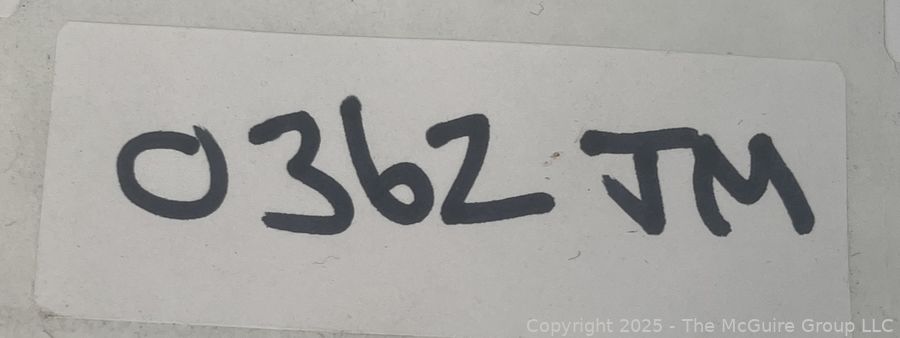 0362 JM
Copyright 2025 - The McGuire Group LLC